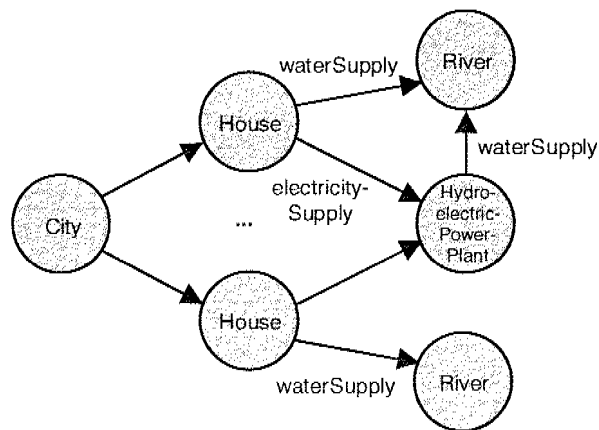 River
waterSupply
House
waterSupply
electricity-
Supply
Hydro-
electric-
Power-
Plant
City
...
House
waterSupply
River